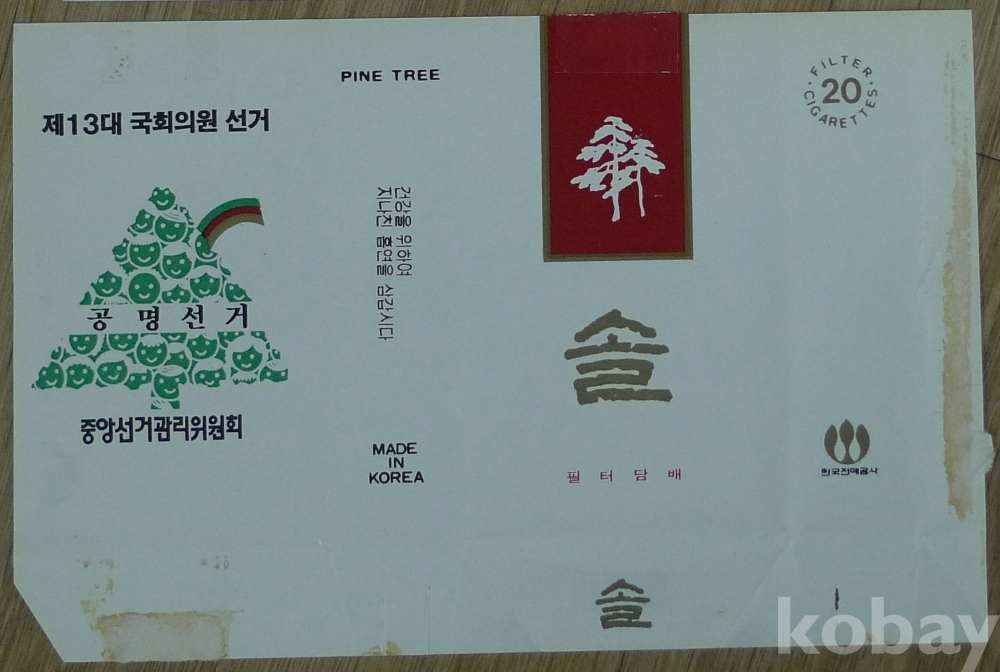 제13대 국회의원 선거
공명선거
중앙선거관리위원회
PINE TREE
건강을 위하여
지나친 흡연을 삼갑시다
MADE
IN
KOREA
솔
필터담배
솔
FILTER
20
CIGARETTES
한국전매공사
kobay